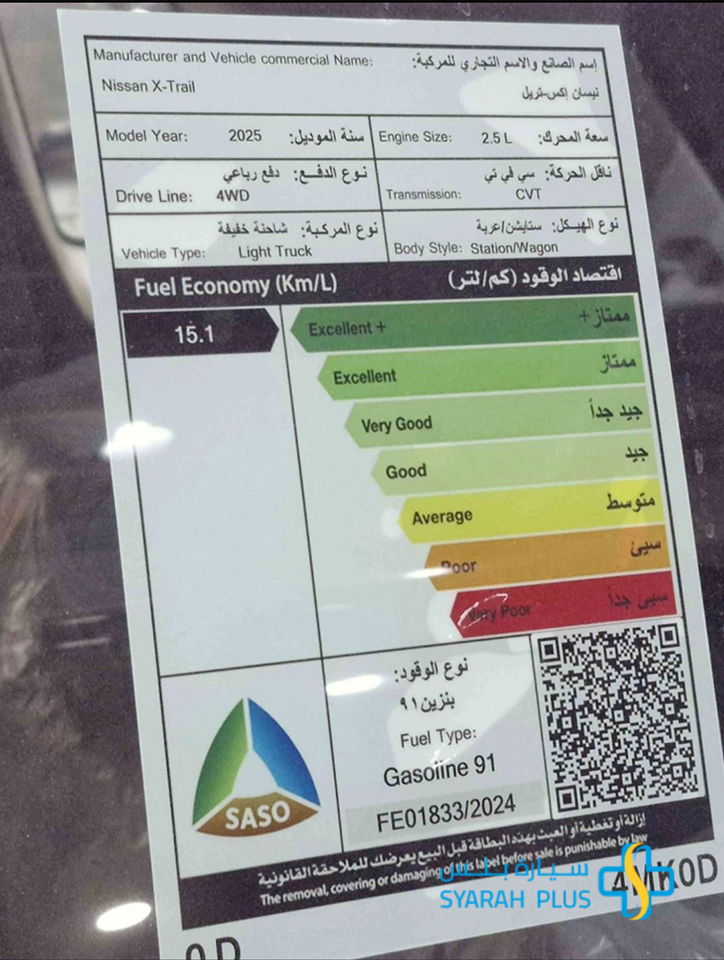 Manufacturer and Vehicle commercial Name: إسم الصانع والاسم التجاري للمركبة:
Nissan X-Trail نيسان إكس-تريل
Model Year: 2025 سنة الموديل:
Engine Size: 2.5 L سعة المحرك:
نوع الدفـع: دفع رباعي
Drive Line: 4WD
ناقل الحركة: سي في تي
Transmission: CVT
نوع المركبة: شاحنة خفيفة
Vehicle Type: Light Truck
نوع الهيكل: ستايشن/عربة
Body Style: Station/Wagon
Fuel Economy (Km/L) اقتصاد الوقود (كم/لتر)
15.1
Excellent + ممتاز +
Excellent ممتاز
Very Good جيد جداً
Good جيد
Average متوسط
Poor سيئ
Very Poor سيئ جدا
نوع الوقود:
بنزين ٩١
Fuel Type:
Gasoline 91
FE01833/2024
SASO
إزالة أو تغطية أو العبث بهذه البطاقة قبل البيع يعرضك للملاحقة القانونية
The removal, covering or damaging of this label before sale is punishable by law
سيارة بلس
SYARAH PLUS
4MK0D
0D